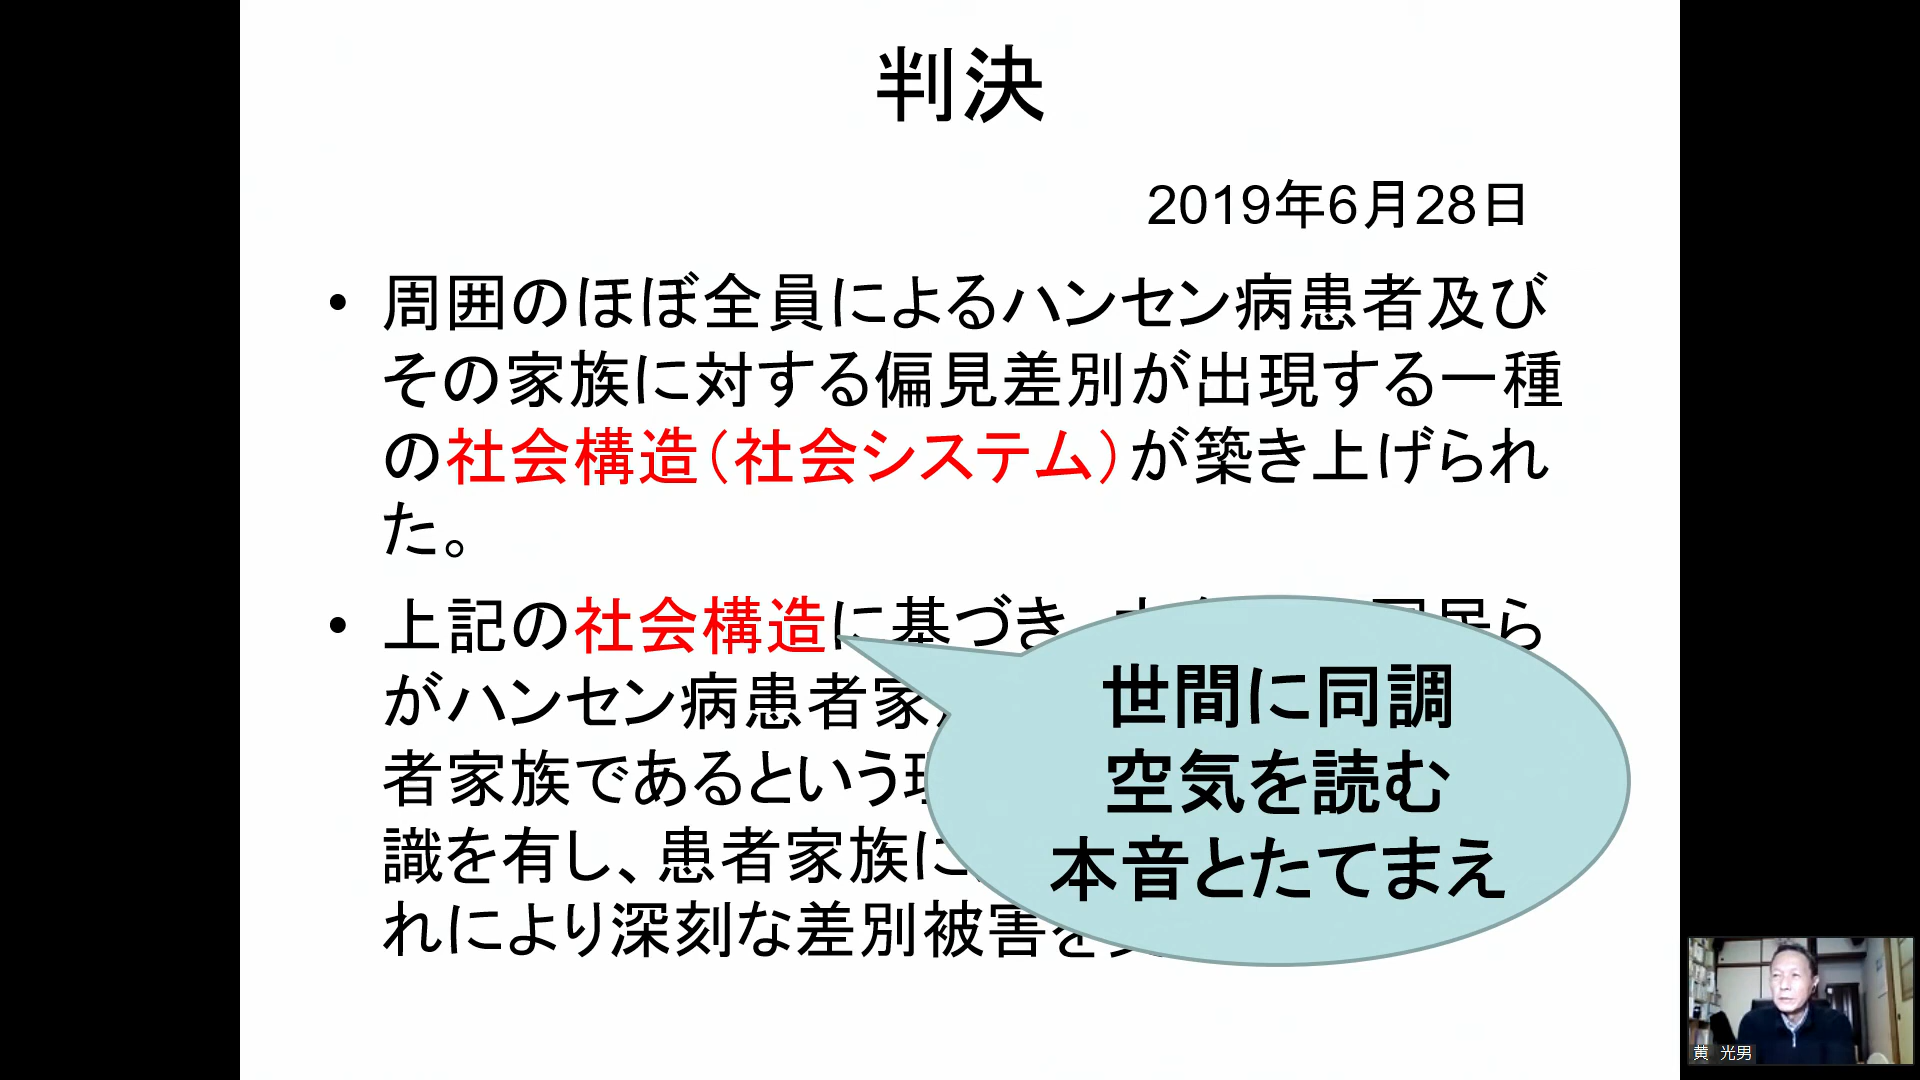 判決
2019年6月28日
• 周囲のほぼ全員によるハンセン病患者及び
その家族に対する偏見差別が出現する一種
の社会構造（社会システム）が築き上げられ
た。
• 上記の社会構造に基づき
国民ら
がハンセン病患者家
者家族であるという理
識を有し、患者家族に
れにより深刻な差別被害を
世間に同調
空気を読む
本音とたてまえ
黄 光男